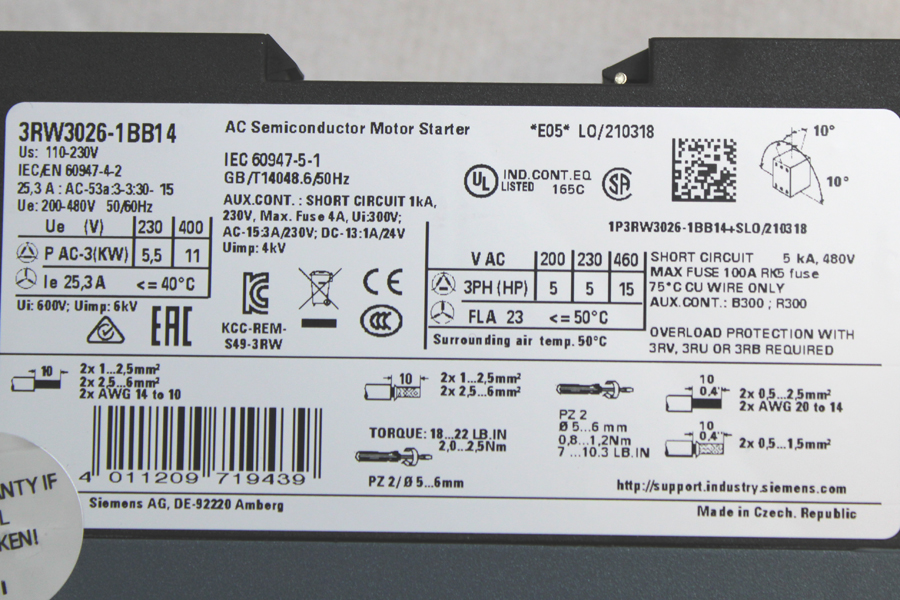 3RW3026-1BB14
Us: 110-230V
IEC/EN 60947-4-2
25,3 A : AC-53a:3-3:30- 15
Ue: 200-480V 50/60Hz
Ue (V) 230 400
P AC-3(KW) 5,5 11
Ie 25,3 A <= 40°C
Ui: 600V; Uimp: 6kV
EAC
AC Semiconductor Motor Starter
IEC 60947-5-1
GB/T14048.6/50Hz
AUX.CONT.: SHORT CIRCUIT 1kA,
230V, Max. Fuse 4A, Ui:300V;
AC-15:3A/230V; DC-13:1A/24V
Uimp: 4kV
KCC-REM-
S49-3RW
CE
CCC
*E05* LO/210318
UL
LISTED
IND.CONT.EQ
165C
SA
10°
10°
1P3RW3026-1BB14+SLO/210318
V AC 200 230 460
3PH (HP) 5 5 15
FLA 23 <= 50°C
Surrounding air temp. 50°C
SHORT CIRCUIT 5 kA, 480V
MAX FUSE 100A RK5 fuse
75°C CU WIRE ONLY
AUX.CONT.: B300 ; R300
OVERLOAD PROTECTION WITH
3RV, 3RU OR 3RB REQUIRED
10
2x 1...2,5mm²
2x 2,5...6mm²
2x AWG 14 to 10
4 011209 719439
10
2x 1...2,5mm²
2x 2,5...6mm²
TORQUE: 18...22 LB.IN
2,0...2,5Nm
PZ 2/Ø 5...6mm
PZ 2
Ø 5...6 mm
0,8...1,2Nm
7 ...10.3 LB.IN
10
0,4"
2x 0,5...2,5mm²
2x AWG 20 to 14
10
0,4"
2x 0,5...1,5mm²
http://support.industry.siemens.com
Siemens AG, DE-92220 Amberg
Made in Czech. Republic
NTY IF
L
KEN!